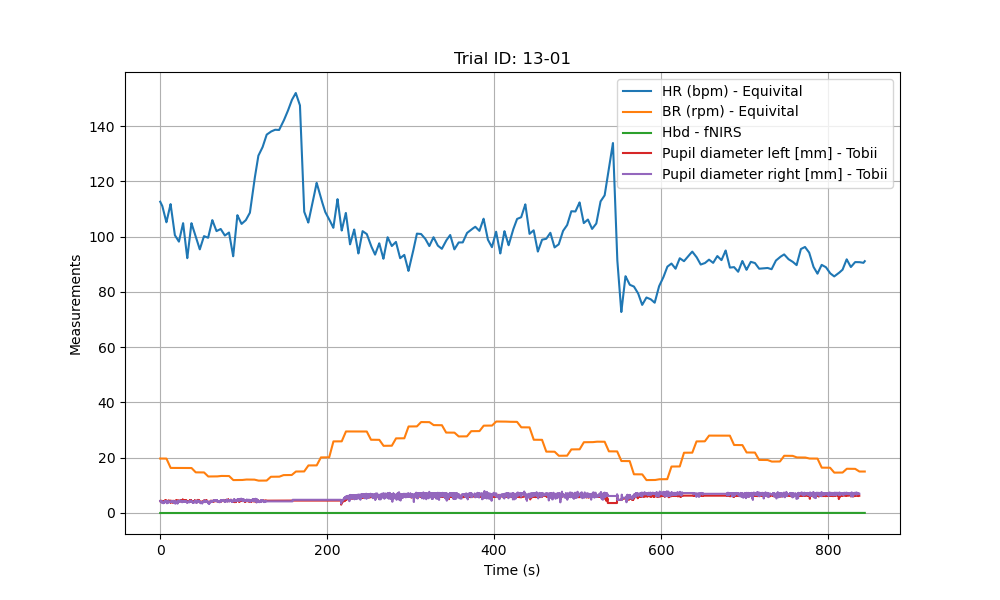 Trial ID: 13-01
HR (bpm) - Equivital
BR (rpm) - Equivital
Hbd - fNIRS
Pupil diameter left [mm] - Tobii
Pupil diameter right [mm] - Tobii
Measurements
140
120
100
80
60
40
20
0
0 200 400 600 800
Time (s)